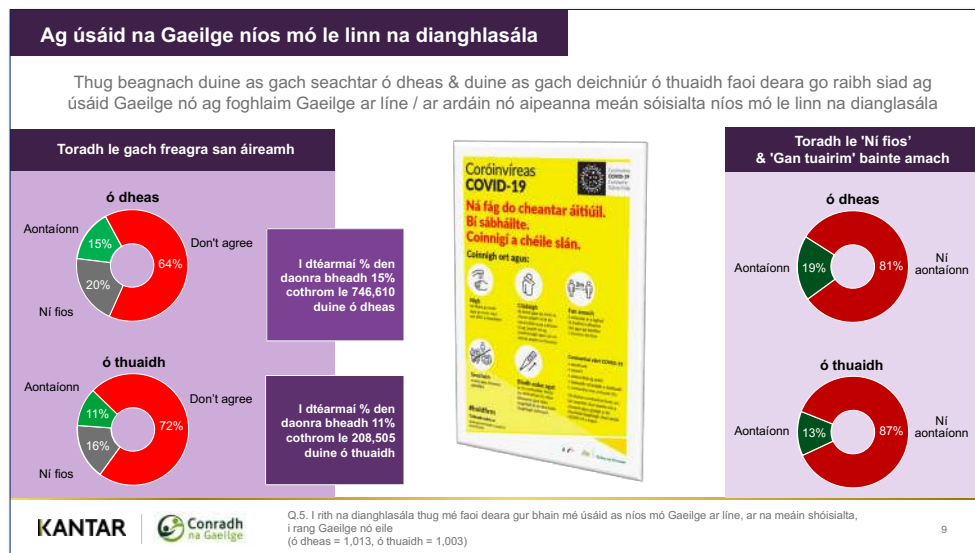 Ag úsáid na Gaeilge níos mó le linn na dianghlasála
Thug beagnach duine as gach seachtar ó dheas & duine as gach deichniúr ó thuaidh faoi deara go raibh siad ag
úsáid Gaeilge nó ag foghlaim Gaeilge ar líne / ar ardáin nó aipeanna meán sóisialta níos mó le linn na dianglasála
Toradh le gach freagra san áireamh
ó dheas
Aontaíonn
15%
Don't agree
64%
20%
Ní fios
I dtéarmaí % den
daonra bheadh 15%
cothrom le 746,610
duine ó dheas
ó thuaidh
Aontaíonn
11%
Don't agree
72%
16%
Ní fios
I dtéarmaí % den
daonra bheadh 11%
cothrom le 208,505
duine ó thuaidh
Coróinvíreas
COVID-19
Ná fág do cheantar áitiúil.
Bí sábháilte.
Coinnigí a chéile slán.
Coinnigh ort agus:
Toradh le 'Ní fios'
& 'Gan tuairim' bainte amach
ó dheas
Aontaíonn
19%
81%
Ní
aontaíonn
ó thuaidh
Aontaíonn
13%
87%
Ní
aontaíonn
KANTAR
Conradh
na Gaeilge
Q.5. I rith na dianghlasála thug mé faoi deara gur bhain mé úsáid as níos mó Gaeilge ar líne, ar na meáin shóisialta,
i rang Gaeilge nó eile
(ó dheas = 1,013, ó thuaidh = 1,003)
9